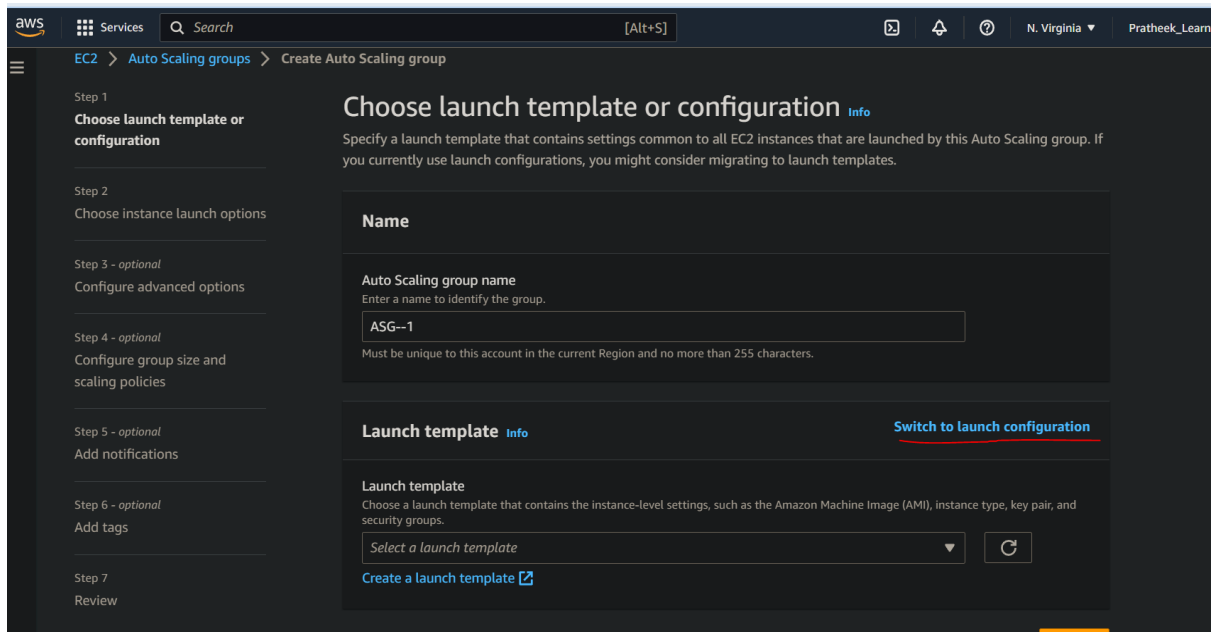 aws
Services
Search
[Alt+S]
N. Virginia
Pratheek_Learn
EC2 > Auto Scaling groups > Create Auto Scaling group
Step 1
Choose launch template or
configuration
Step 2
Choose instance launch options
Step 3 - optional
Configure advanced options
Step 4 - optional
Configure group size and
scaling policies
Step 5 - optional
Add notifications
Step 6 - optional
Add tags
Step 7
Review
Choose launch template or configuration Info
Specify a launch template that contains settings common to all EC2 instances that are launched by this Auto Scaling group. If
you currently use launch configurations, you might consider migrating to launch templates.
Name
Auto Scaling group name
Enter a name to identify the group.
ASG--1
Must be unique to this account in the current Region and no more than 255 characters.
Launch template Info
Switch to launch configuration
Launch template
Choose a launch template that contains the instance-level settings, such as the Amazon Machine Image (AMI), instance type, key pair, and
security groups.
Select a launch template
Create a launch template